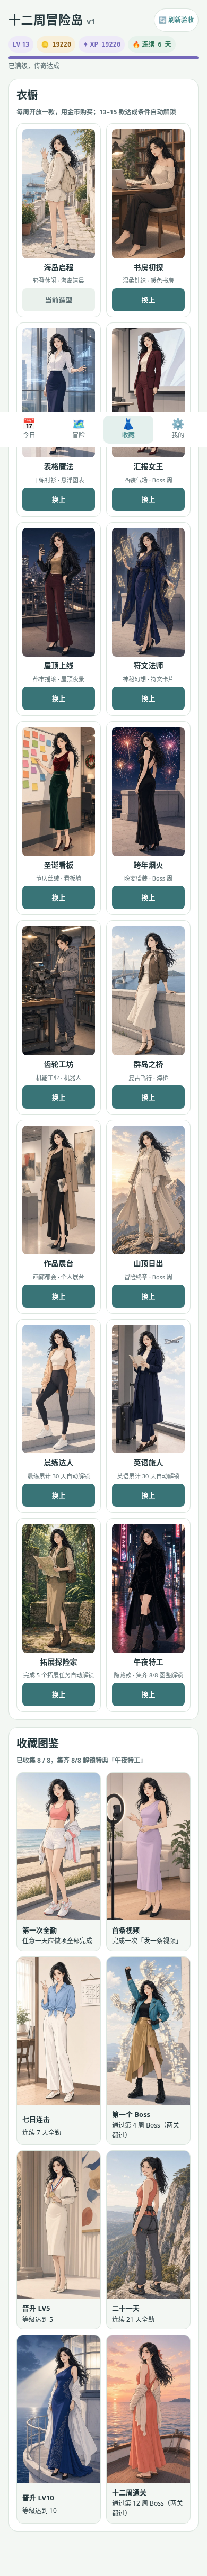 十二周冒险岛 v1
刷新验收
LV 13
19220
XP 19220
连续 6 天
已满级，传奇达成
衣橱
每周开放一款，用金币购买；13–15 款达成条件自动解锁
海岛启程
轻盈休闲 · 海岛清晨
当前造型
书房初探
温柔针织 · 暖色书房
换上
今日
冒险
收藏
我的
表格魔法
干练衬衫 · 悬浮图表
换上
汇报女王
西装气场 · Boss 周
换上
屋顶上线
都市摇滚 · 屋顶夜景
换上
符文法师
神秘幻想 · 符文卡片
换上
圣诞看板
节庆丝绒 · 看板墙
换上
跨年烟火
晚宴盛装 · Boss 周
换上
齿轮工坊
机能工业 · 机器人
换上
群岛之桥
复古飞行 · 海桥
换上
作品展台
画廊都会 · 个人展台
换上
山顶日出
冒险终章 · Boss 周
换上
晨练达人
晨练累计 30 天自动解锁
换上
英语旅人
英语累计 30 天自动解锁
换上
拓展探险家
完成 5 个拓展任务自动解锁
换上
午夜特工
隐藏款 · 集齐 8/8 图鉴解锁
换上
收藏图鉴
已收集 8 / 8，集齐 8/8 解锁特典「午夜特工」
第一次全勤
任意一天应做项全部完成
首条视频
完成一次「发一条视频」
七日连击
连续 7 天全勤
第一个 Boss
通过第 4 周 Boss（两关
都过）
晋升 LV5
等级达到 5
二十一天
连续 21 天全勤
晋升 LV10
等级达到 10
十二周通关
通过第 12 周 Boss（两关
都过）